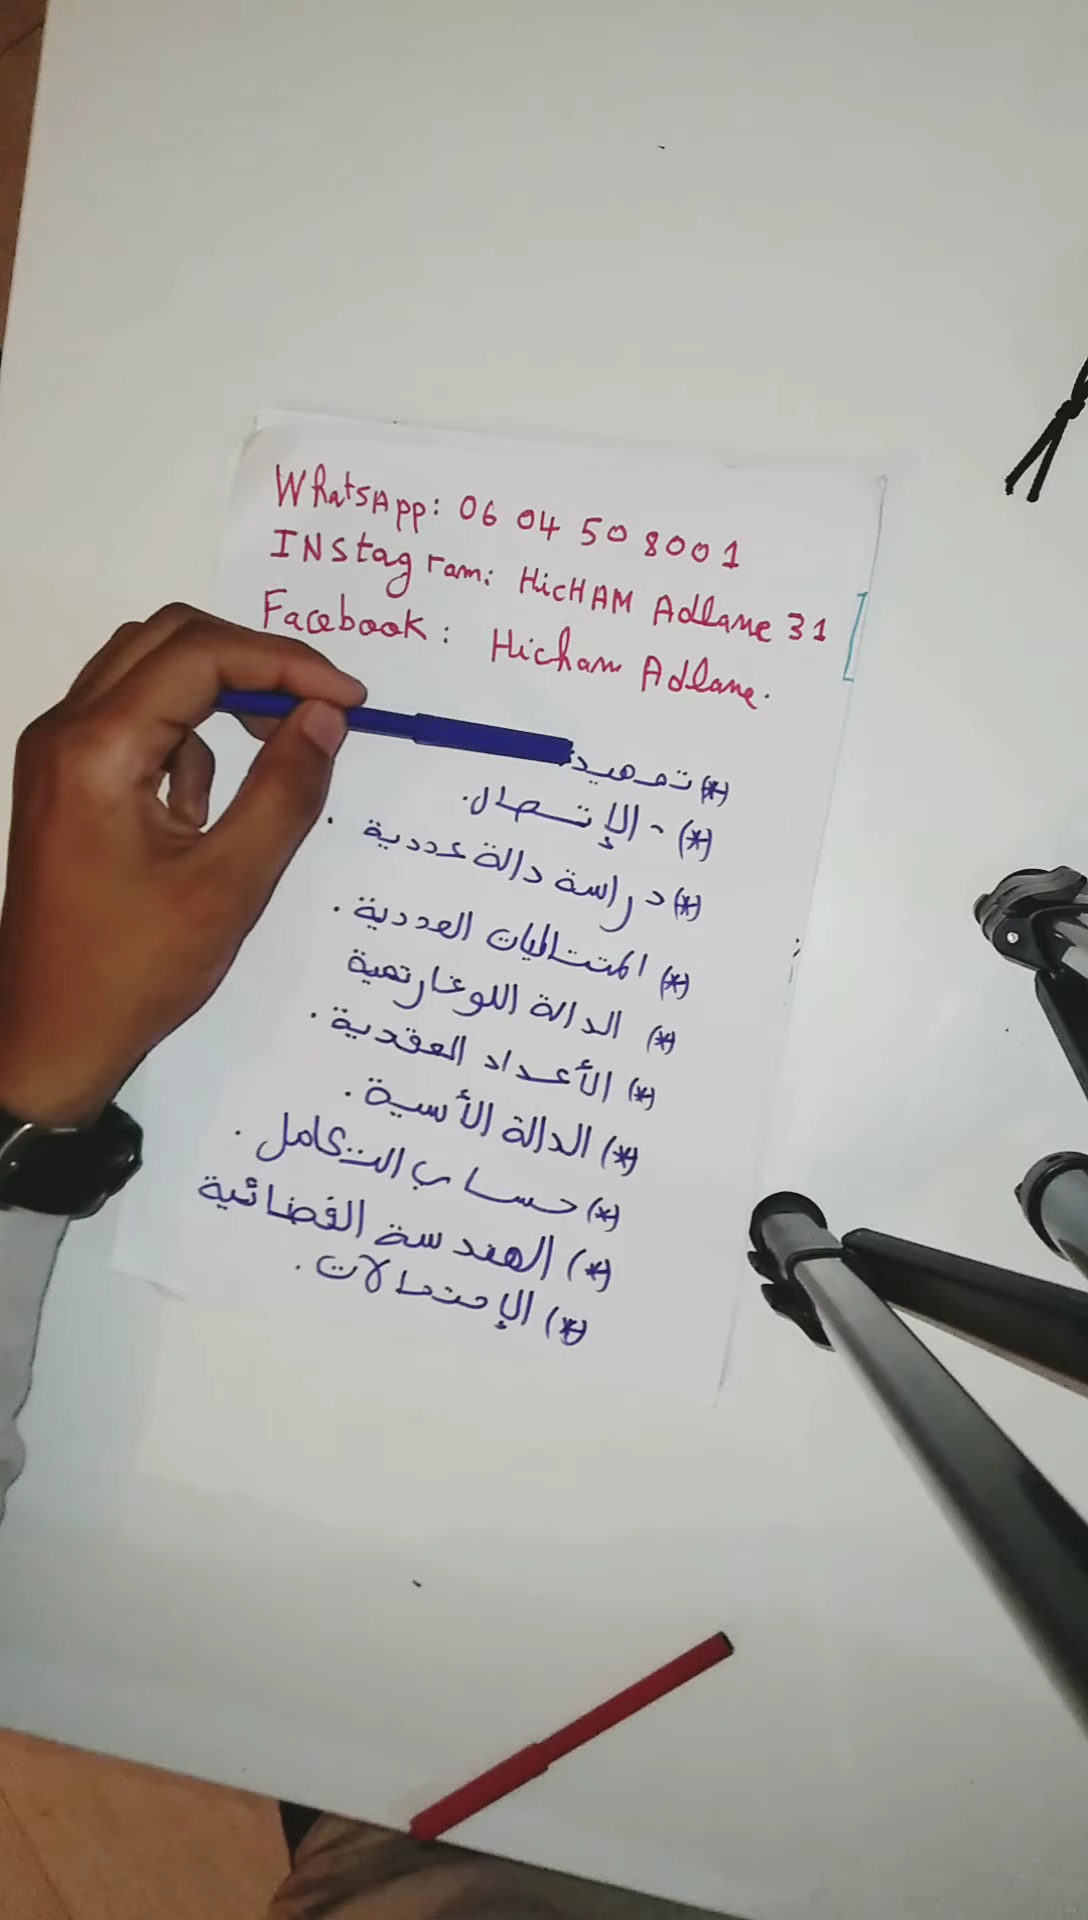 WhatsApp: 06 04 50 8001
INstagram: HicHAM Adlane 31
Facebook: Hicham Adlane.
(*) تمهيد
(*) - الإتصال.
(*) دراسة دالة عددية.
(*) المتتاليات العددية.
(*) الدالة اللوغارتمية
(*) الأعداد العقدية.
(*) الدالة الأسية.
(*) حساب التكامل.
(*) الهندسة الفضائية
(*) الإحتمالات.